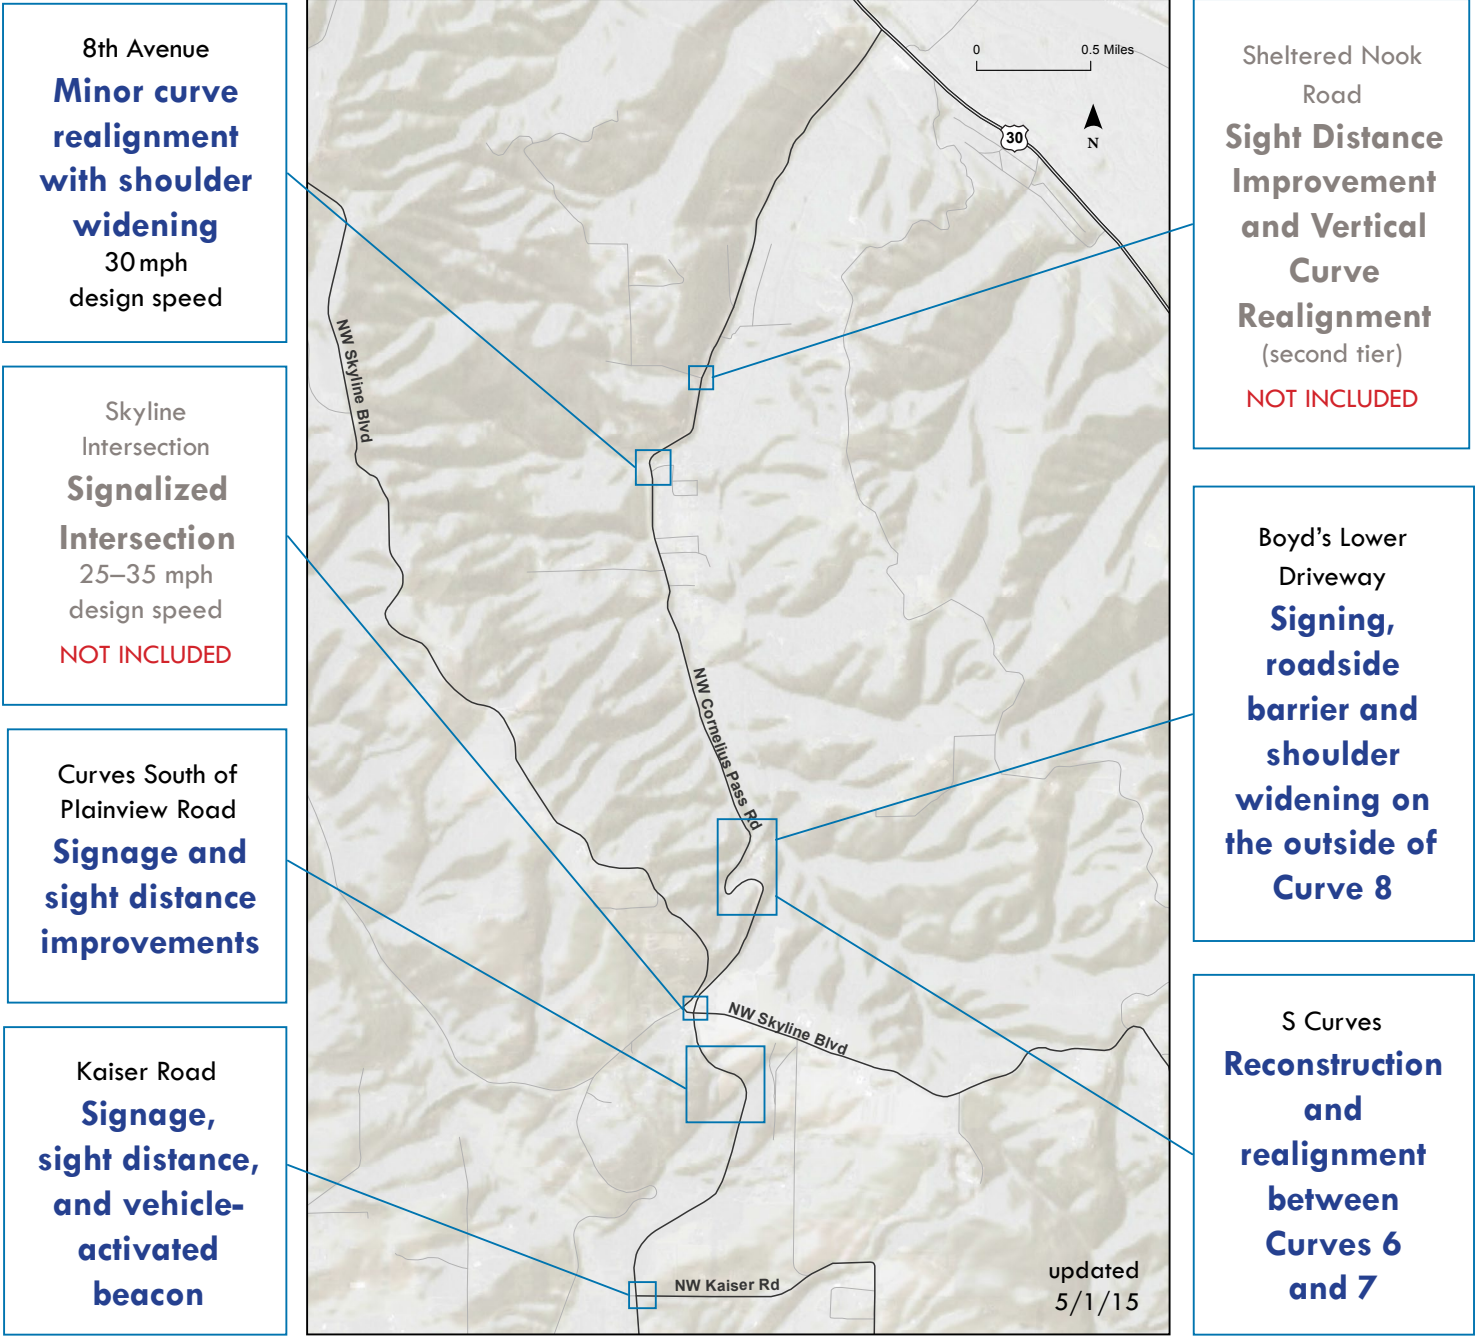 8th Avenue
Minor curve
realignment
with shoulder
widening
30 mph
design speed
Skyline
Intersection
Signalized
Intersection
25–35 mph
design speed
NOT INCLUDED
Curves South of
Plainview Road
Signage and
sight distance
improvements
Kaiser Road
Signage,
sight distance,
and vehicle-
activated
beacon
0 0.5 Miles
N
30
NW Skyline Blvd
NW Cornelius Pass Rd
NW Skyline Blvd
NW Kaiser Rd
updated
5/1/15
Sheltered Nook
Road
Sight Distance
Improvement
and Vertical
Curve
Realignment
(second tier)
NOT INCLUDED
Boyd’s Lower
Driveway
Signing,
roadside
barrier and
shoulder
widening on
the outside of
Curve 8
S Curves
Reconstruction
and
realignment
between
Curves 6
and 7